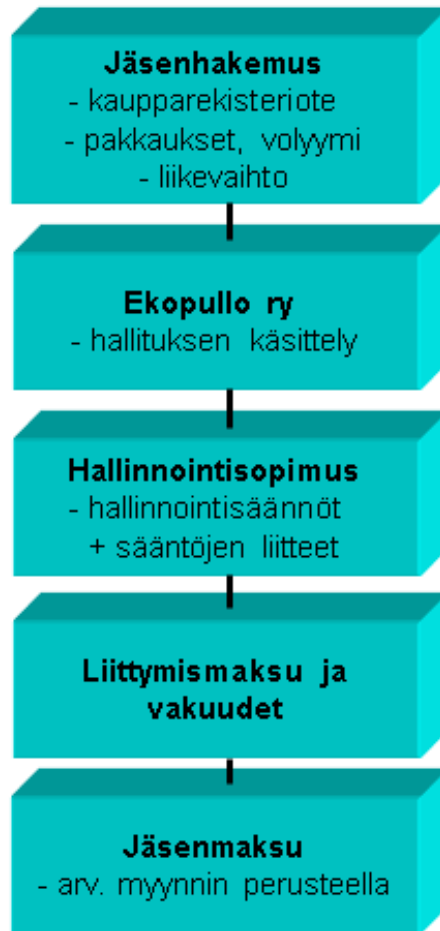 Jäsenhakemus
- kaupparekisteriote
- pakkaukset, volyymi
- liikevaihto
Ekopullo ry
- hallituksen käsittely
Hallinnointisopimus
- hallinnointisäännöt
+ sääntöjen liitteet
Liittymismaksu ja
vakuudet
Jäsenmaksu
- arv. myynnin perusteella